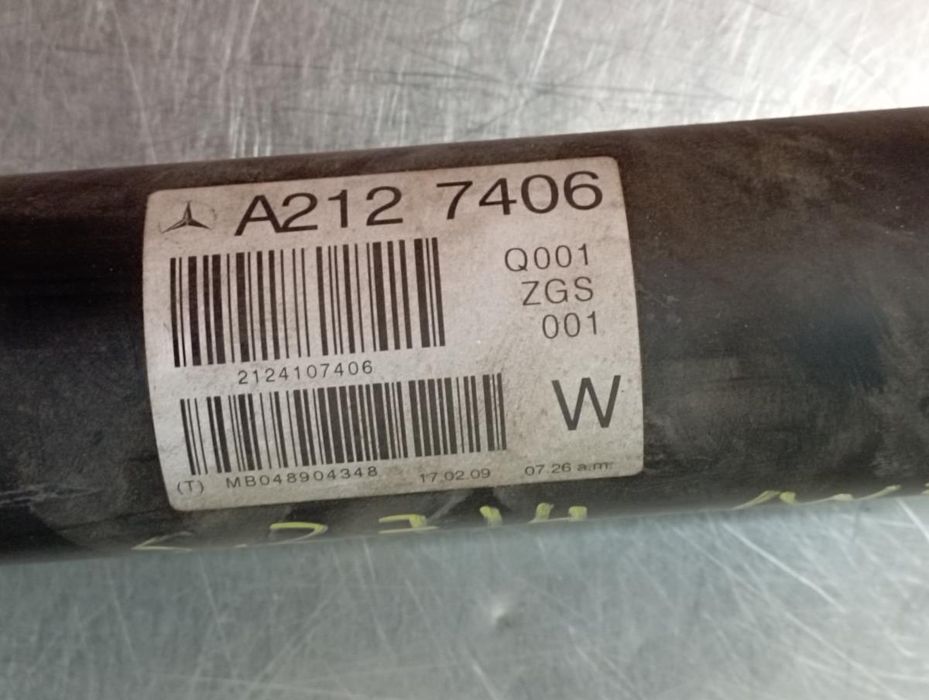 A212 7406
Q001
ZGS
001
2124107406
W
(T) MB048904348 17.02.09 07.26 a.m.